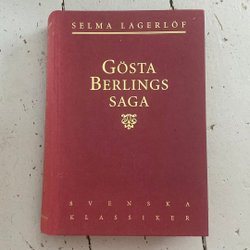 SELMA LAGERLÖF
GÖSTA
BERLINGS
SAGA
SVENSKA
KLASSIKER